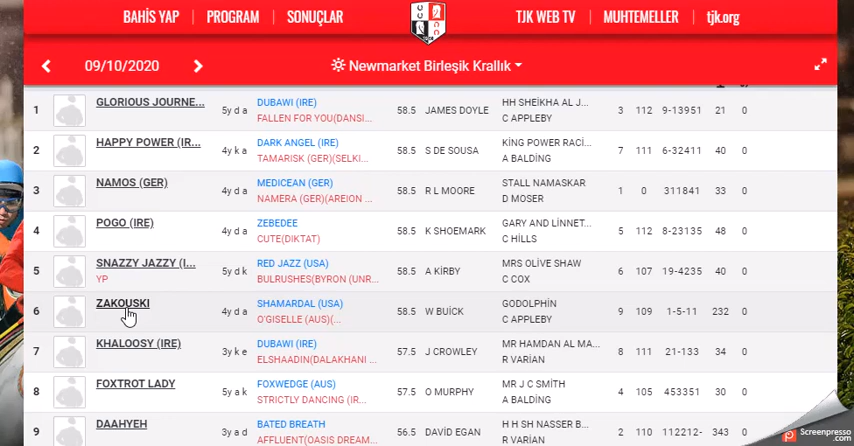 BAHİS YAP
PROGRAM
SONUÇLAR
TJK WEB TV
MUHTEMELLER
tjk.org
09/10/2020
Newmarket Birleşik Krallık
1 GLORIOUS JOURNE... 5y d a DUBAWI (IRE) 58.5 JAMES DOYLE HH SHEIKHA AL J... 3 112 9-13951 21 0
FALLEN FOR YOU(DANSI... C APPLEBY
2 HAPPY POWER (IR... 4y k a DARK ANGEL (IRE) 58.5 S DE SOUSA KİNG POWER RACİ... 7 111 6-32411 40 0
TAMARISK (GER)(SELKI... A BALDİNG
3 NAMOS (GER) 4y d a MEDICEAN (GER) 58.5 R L MOORE STALL NAMASKAR 1 0 311841 33 0
NAMERA (GER)(AREION ... D MOSER
4 POGO (IRE) 4y d a ZEBEDEE 58.5 K SHOEMARK GARY AND LİNNET... 5 112 8-23135 48 0
CUTE(DIKTAT) C HİLLS
5 SNAZZY JAZZY (I... 5y d k RED JAZZ (USA) 58.5 A KİRBY MRS OLİVE SHAW 6 107 19-4235 40 0
YP BULRUSHES(BYRON (UNR... C COX
6 ZAKOUSKI 4y d a SHAMARDAL (USA) 58.5 W BUİCK GODOLPHİN 9 109 1-5-11 232 0
O'GISELLE (AUS)(... C APPLEBY
7 KHALOOSY (IRE) 3y k e DUBAWI (IRE) 57.5 J CROWLEY MR HAMDAN AL MA... 8 111 21-133 34 0
ELSHAADIN(DALAKHANI ... R VARİAN
8 FOXTROT LADY 5y a k FOXWEDGE (AUS) 57.5 O MURPHY MR J C SMİTH 4 105 453351 30 0
STRICTLY DANCING (IR... A BALDİNG
9 DAAHYEH 3y a d BATED BREATH 56.5 DAVİD EGAN H H SH NASSER B... 2 110 112212- 343 0
AFFLUENT(OASIS DREAM... R VARİAN
Screenpresso
.com